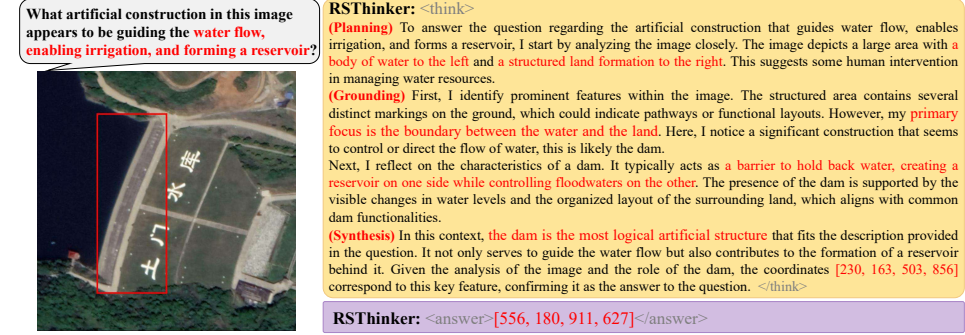 What artificial construction in this image
appears to be guiding the water flow,
enabling irrigation, and forming a reservoir?
土门水库
RSThinker: <think>
(Planning) To answer the question regarding the artificial construction that guides water flow, enables
irrigation, and forms a reservoir, I start by analyzing the image closely. The image depicts a large area with a
body of water to the left and a structured land formation to the right. This suggests some human intervention
in managing water resources.
(Grounding) First, I identify prominent features within the image. The structured area contains several
distinct markings on the ground, which could indicate pathways or functional layouts. However, my primary
focus is the boundary between the water and the land. Here, I notice a significant construction that seems
to control or direct the flow of water, this is likely the dam.
Next, I reflect on the characteristics of a dam. It typically acts as a barrier to hold back water, creating a
reservoir on one side while controlling floodwaters on the other. The presence of the dam is supported by the
visible changes in water levels and the organized layout of the surrounding land, which aligns with common
dam functionalities.
(Synthesis) In this context, the dam is the most logical artificial structure that fits the description provided
in the question. It not only serves to guide the water flow but also contributes to the formation of a reservoir
behind it. Given the analysis of the image and the role of the dam, the coordinates [230, 163, 503, 856]
correspond to this key feature, confirming it as the answer to the question. </think>
RSThinker: <answer>[556, 180, 911, 627]</answer>